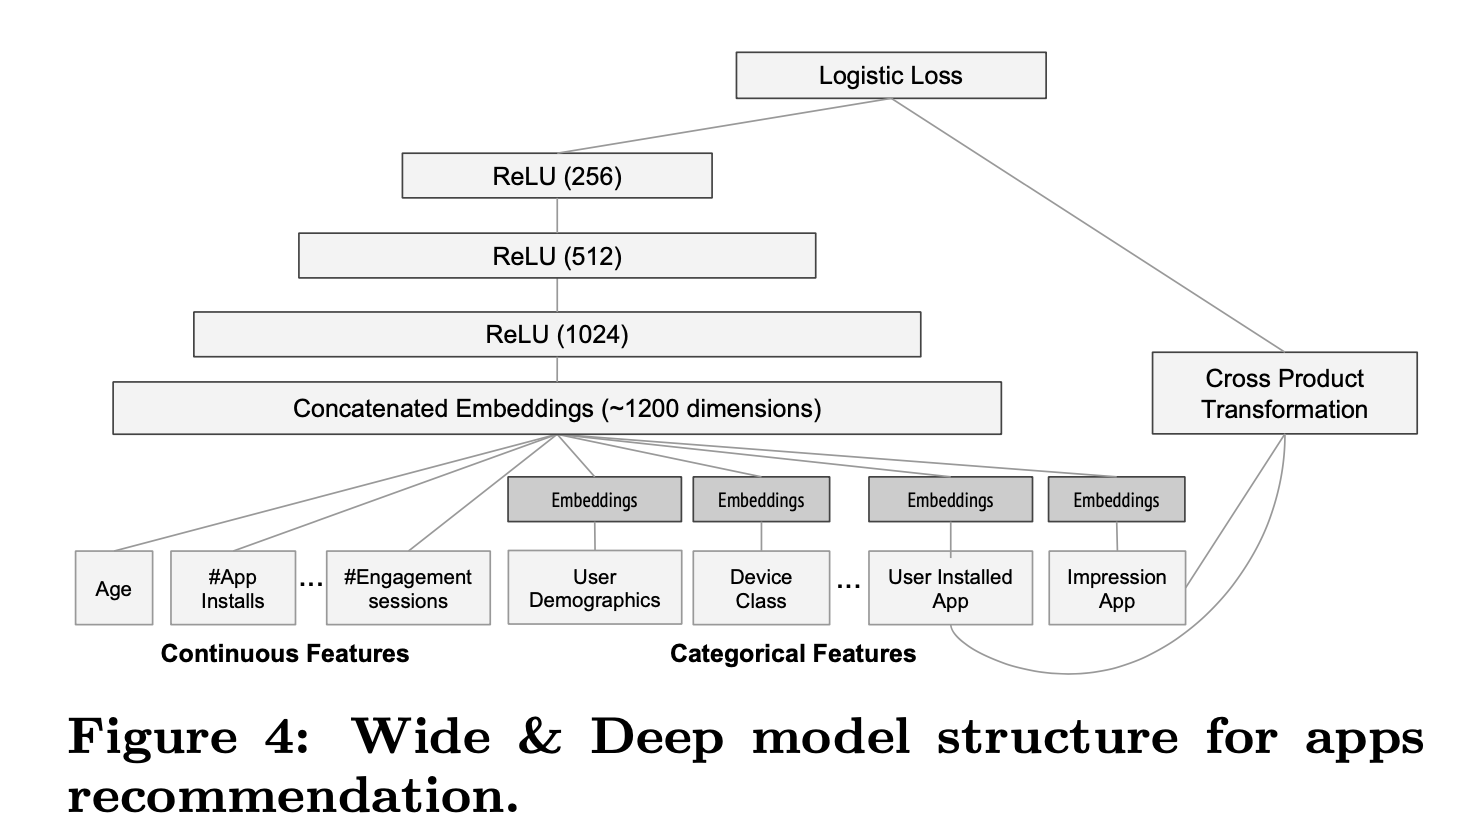 Logistic Loss
ReLU (256)
ReLU (512)
ReLU (1024)
Concatenated Embeddings (~1200 dimensions)
Cross Product
Transformation
Embeddings
Embeddings
Embeddings
Embeddings
Age
#App
Installs
...
#Engagement
sessions
User
Demographics
Device
Class
...
User Installed
App
Impression
App
Continuous Features
Categorical Features
Figure 4: Wide & Deep model structure for apps
recommendation.